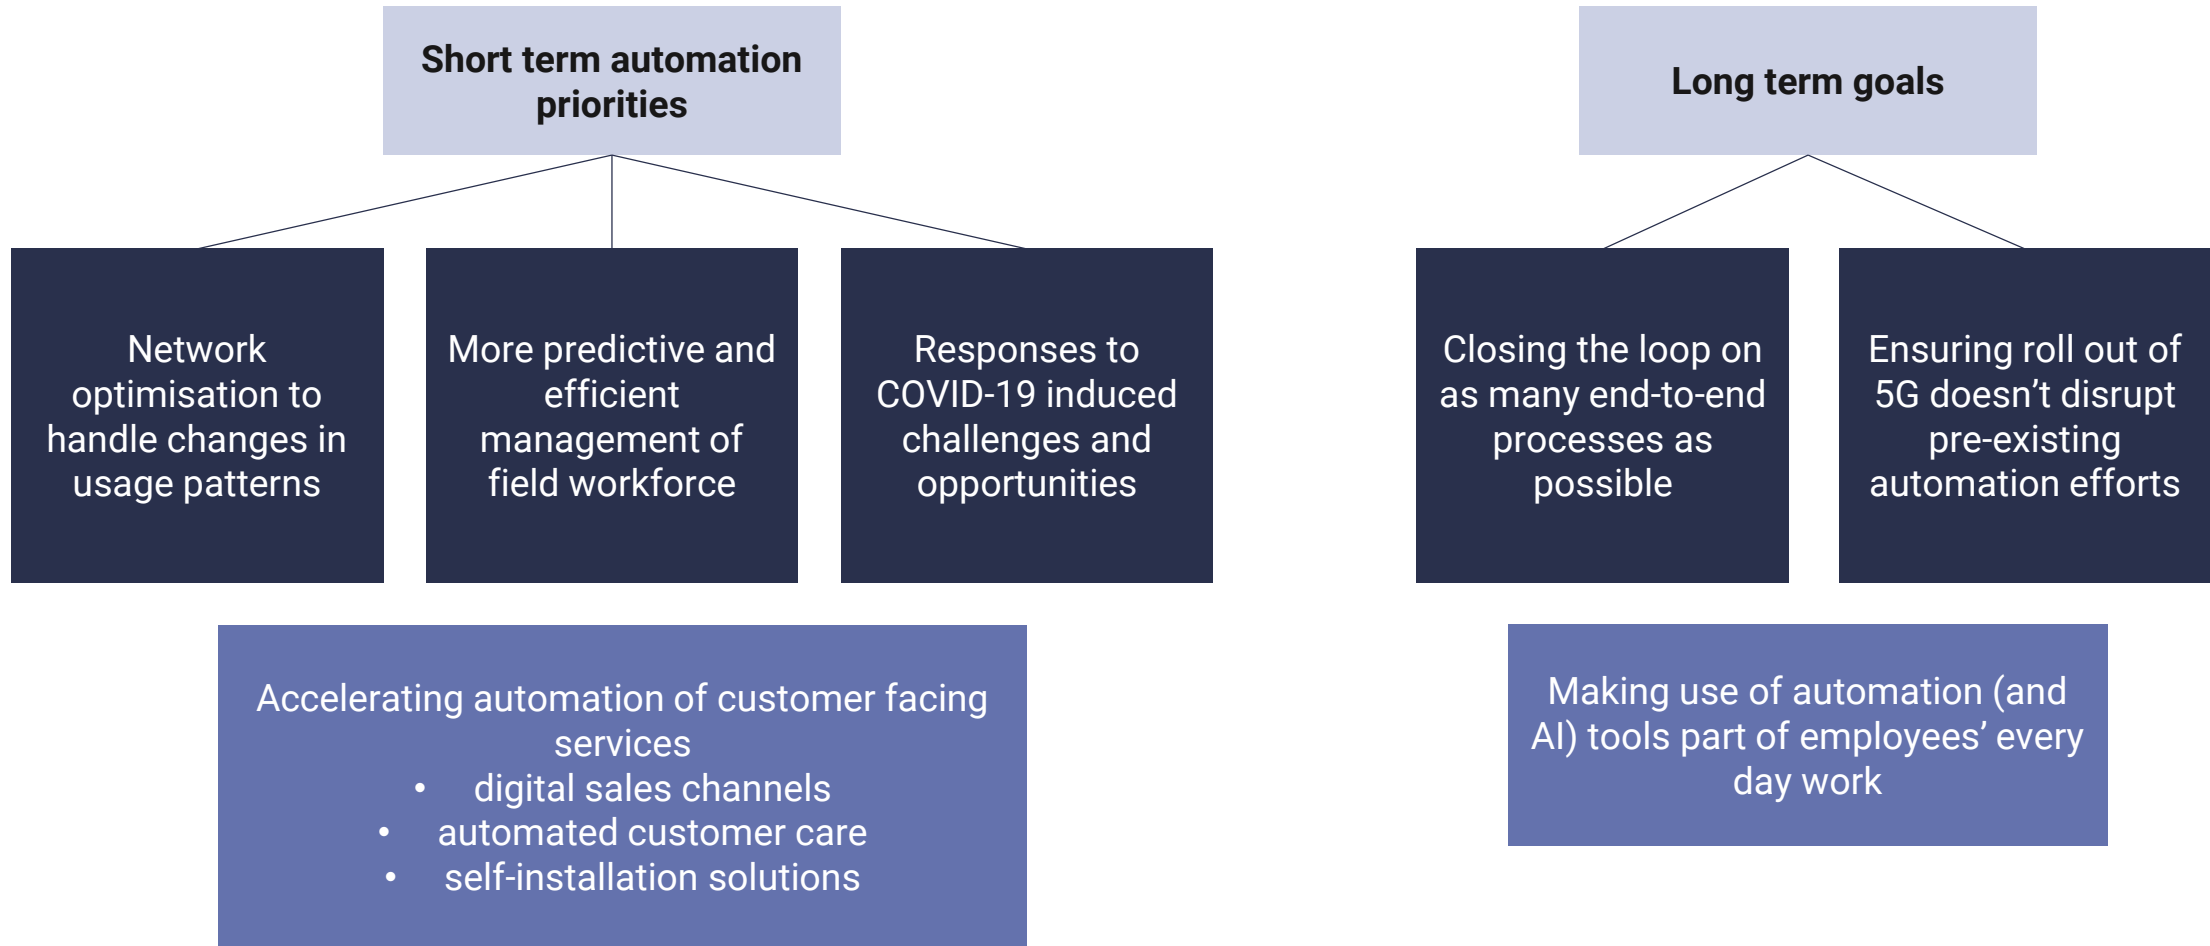 Short term automation
priorities
Network
optimisation to
handle changes in
usage patterns
More predictive and
efficient
management of
field workforce
Responses to
COVID-19 induced
challenges and
opportunities
Accelerating automation of customer facing
services
• digital sales channels
• automated customer care
• self-installation solutions
Long term goals
Closing the loop on
as many end-to-end
processes as
possible
Ensuring roll out of
5G doesn’t disrupt
pre-existing
automation efforts
Making use of automation (and
AI) tools part of employees’ every
day work